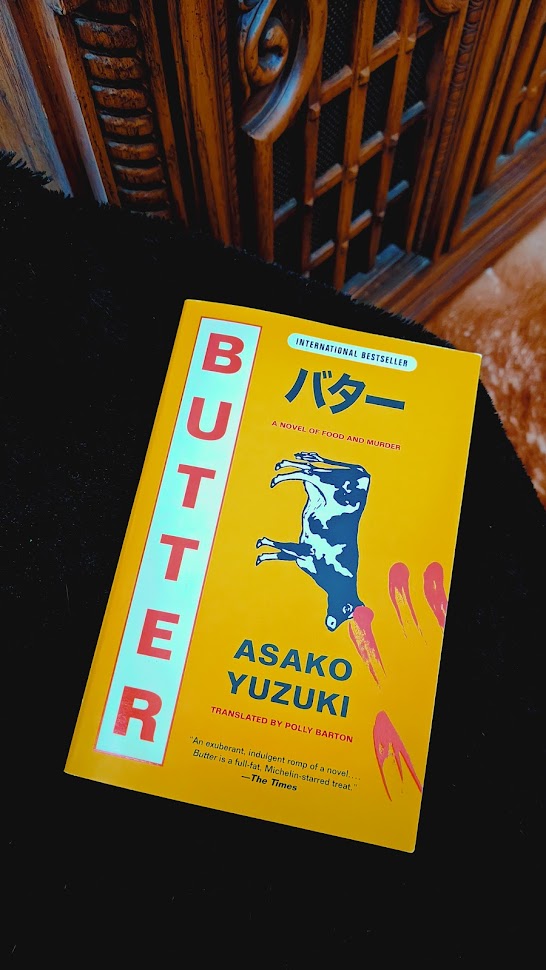 BUTTER
INTERNATIONAL BESTSELLER
バター
A NOVEL OF FOOD AND MURDER
ASAKO
YUZUKI
TRANSLATED BY POLLY BARTON
"An exuberant, indulgent romp of a novel....
Butter is a full-fat, Michelin-starred treat."
—The Times